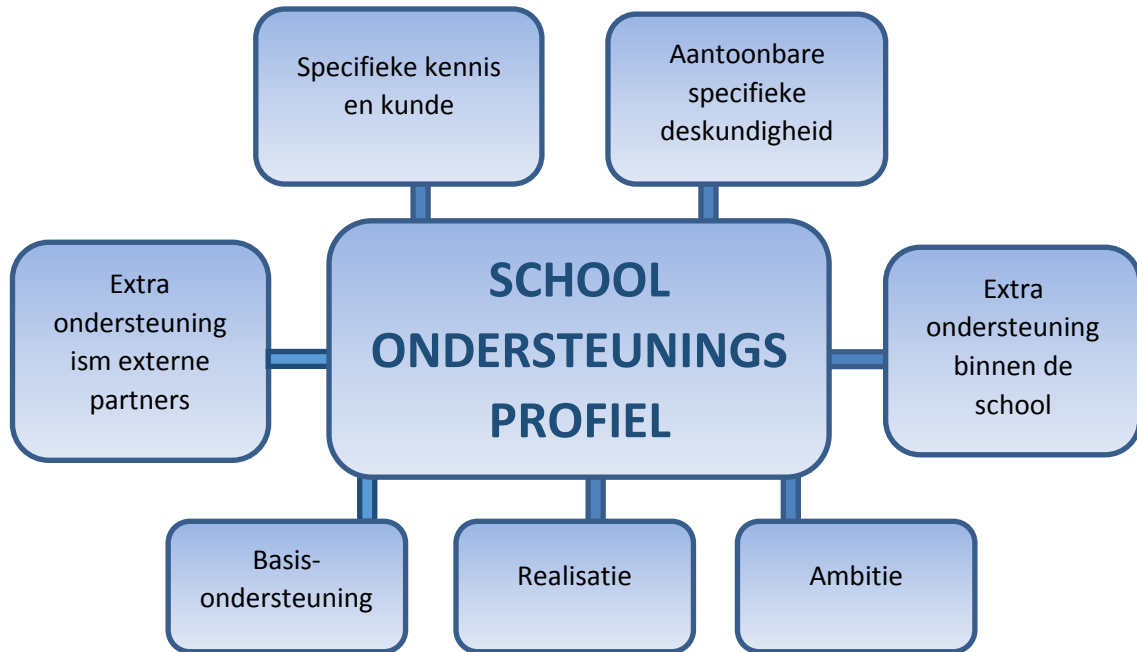 Specifieke kennis
en kunde
Aantoonbare
specifieke
deskundigheid
Extra
ondersteuning
ism externe
partners
SCHOOL
ONDERSTEUNINGS
PROFIEL
Extra
ondersteuning
binnen de
school
Basis-
ondersteuning
Realisatie
Ambitie